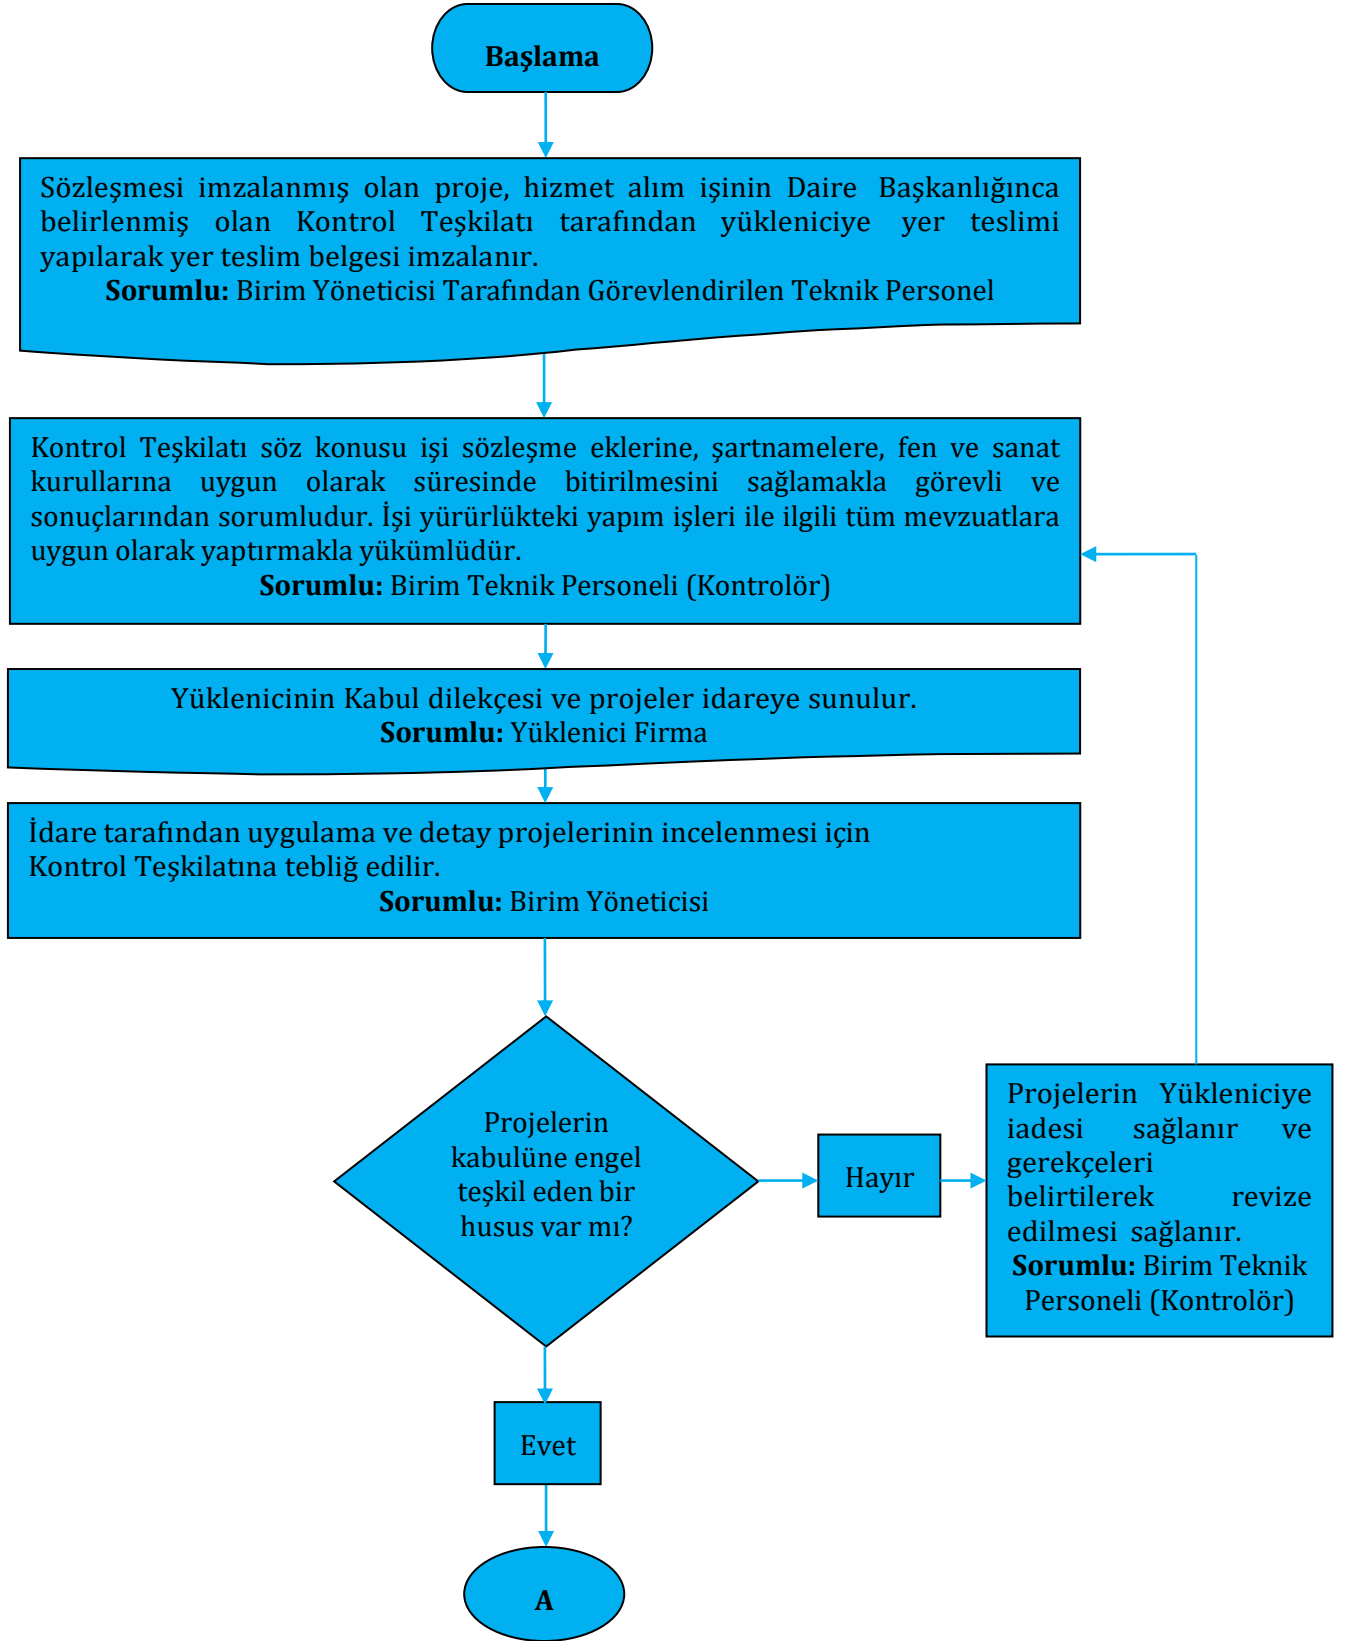 Başlama
Sözleşmesi imzalanmış olan proje, hizmet alım işinin Daire Başkanlığınca
belirlenmiş olan Kontrol Teşkilatı tarafından yükleniciye yer teslimi
yapılarak yer teslim belgesi imzalanır.
Sorumlu: Birim Yöneticisi Tarafından Görevlendirilen Teknik Personel
Kontrol Teşkilatı söz konusu işi sözleşme eklerine, şartnamelere, fen ve sanat
kurullarına uygun olarak süresinde bitirilmesini sağlamakla görevli ve
sonuçlarından sorumludur. İşi yürürlükteki yapım işleri ile ilgili tüm mevzuatlara
uygun olarak yaptırmakla yükümlüdür.
Sorumlu: Birim Teknik Personeli (Kontrolör)
Yüklenicinin Kabul dilekçesi ve projeler idareye sunulur.
Sorumlu: Yüklenici Firma
İdare tarafından uygulama ve detay projelerinin incelenmesi için
Kontrol Teşkilatına tebliğ edilir.
Sorumlu: Birim Yöneticisi
Projelerin
kabulüne engel
teşkil eden bir
husus var mı?
Hayır
Projelerin Yükleniciye
iadesi sağlanır ve
gerekçeleri
belirtilerek revize
edilmesi sağlanır.
Sorumlu: Birim Teknik
Personeli (Kontrolör)
Evet
A